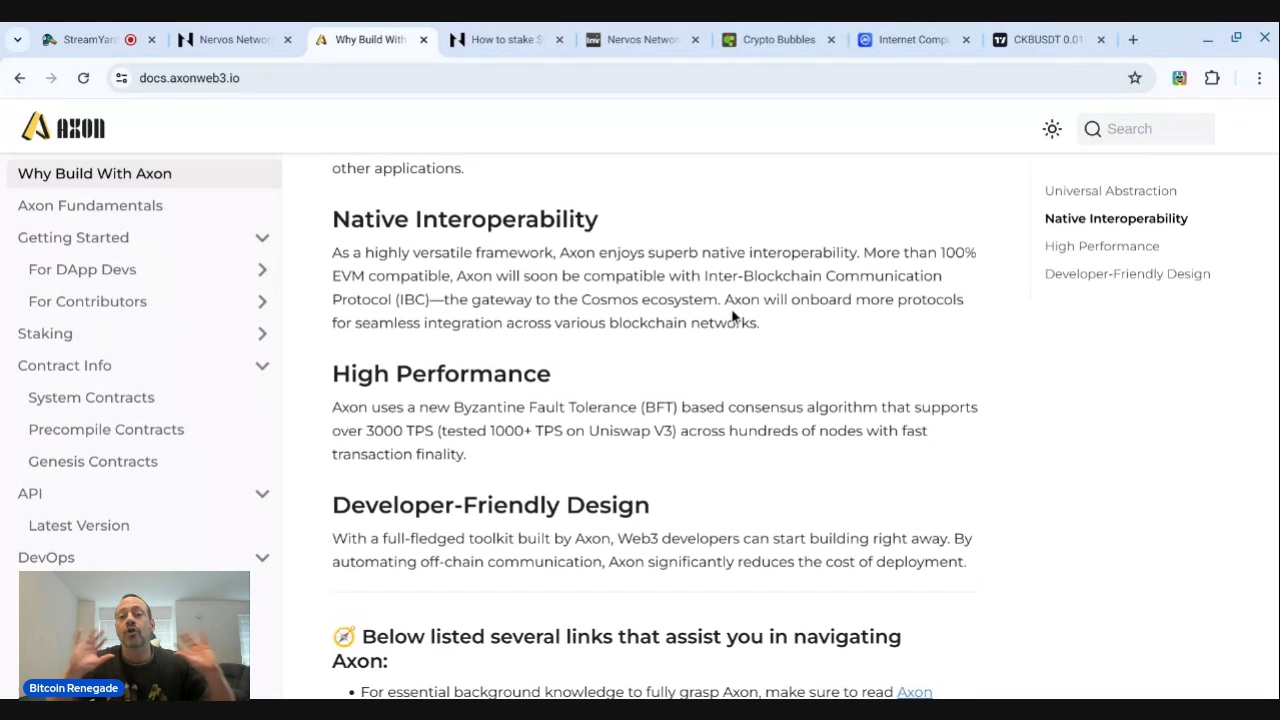 StreamYar
Nervos Networ
Why Build With
How to stake $
Nervos Networ
Crypto Bubbles
Internet Comp
CKBUSDT 0.01
docs.axonweb3.io
AXON
Search
Why Build With Axon
Axon Fundamentals
Getting Started
For DApp Devs
For Contributors
Staking
Contract Info
System Contracts
Precompile Contracts
Genesis Contracts
API
Latest Version
DevOps
other applications.
Native Interoperability
As a highly versatile framework, Axon enjoys superb native interoperability. More than 100%
EVM compatible, Axon will soon be compatible with Inter-Blockchain Communication
Protocol (IBC)—the gateway to the Cosmos ecosystem. Axon will onboard more protocols
for seamless integration across various blockchain networks.
High Performance
Axon uses a new Byzantine Fault Tolerance (BFT) based consensus algorithm that supports
over 3000 TPS (tested 1000+ TPS on Uniswap V3) across hundreds of nodes with fast
transaction finality.
Developer-Friendly Design
With a full-fledged toolkit built by Axon, Web3 developers can start building right away. By
automating off-chain communication, Axon significantly reduces the cost of deployment.
🧭 Below listed several links that assist you in navigating
Axon:
• For essential background knowledge to fully grasp Axon, make sure to read Axon
Universal Abstraction
Native Interoperability
High Performance
Developer-Friendly Design
Bitcoin Renegade